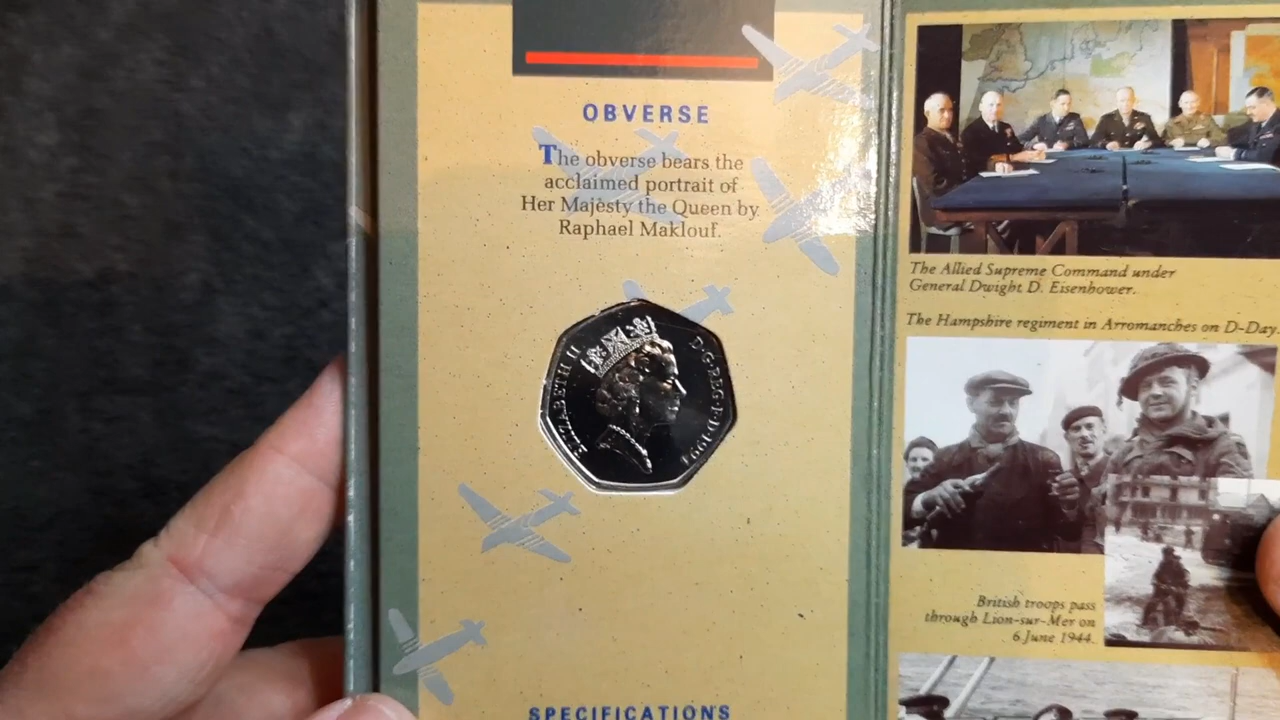 OBVERSE
The obverse bears the
acclaimed portrait of
Her Majesty the Queen by
Raphael Maklouf.
ELIZABETH II
D·G·REG·F·D·1994
SPECIFICATIONS
The Allied Supreme Command under
General Dwight D. Eisenhower.
The Hampshire regiment in Arromanches on D-Day.
British troops pass
through Lion-sur-Mer on
6 June 1944.